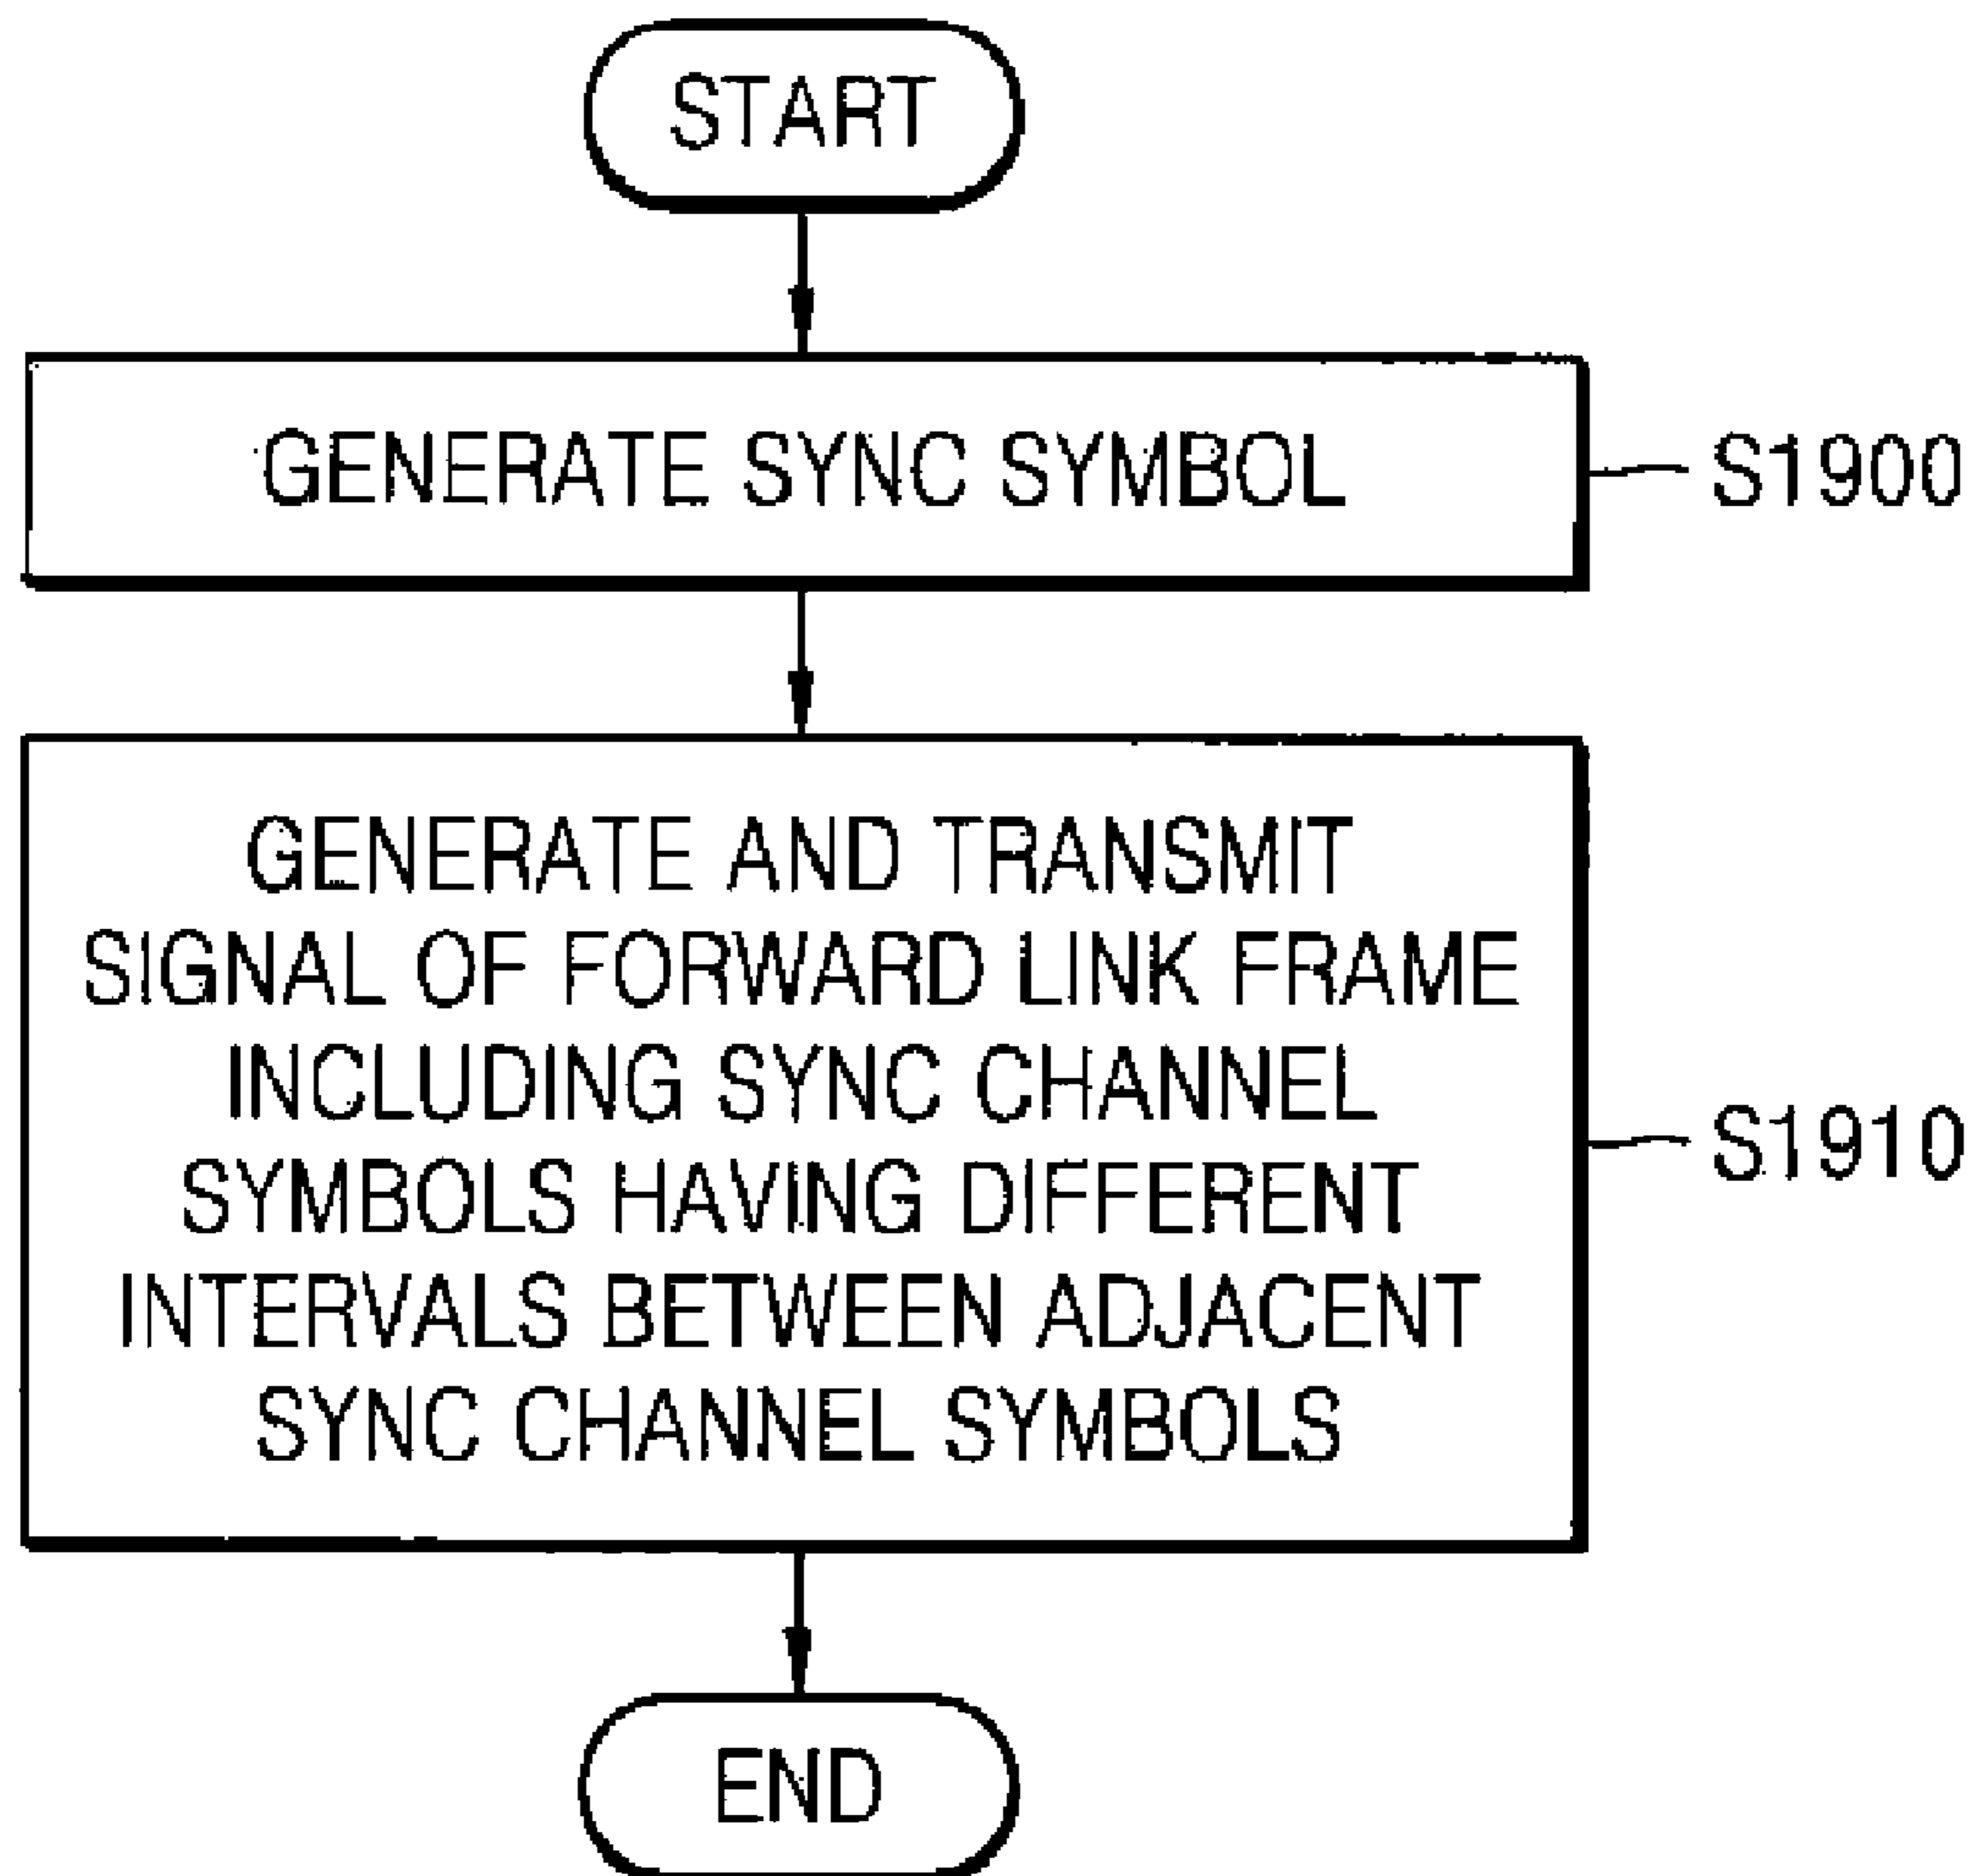 START
GENERATE SYNC SYMBOL
S1900
GENERATE AND TRANSMIT
SIGNAL OF FORWARD LINK FRAME
INCLUDING SYNC CHANNEL
SYMBOLS HAVING DIFFERENT
INTERVALS BETWEEN ADJACENT
SYNC CHANNEL SYMBOLS
S1910
END